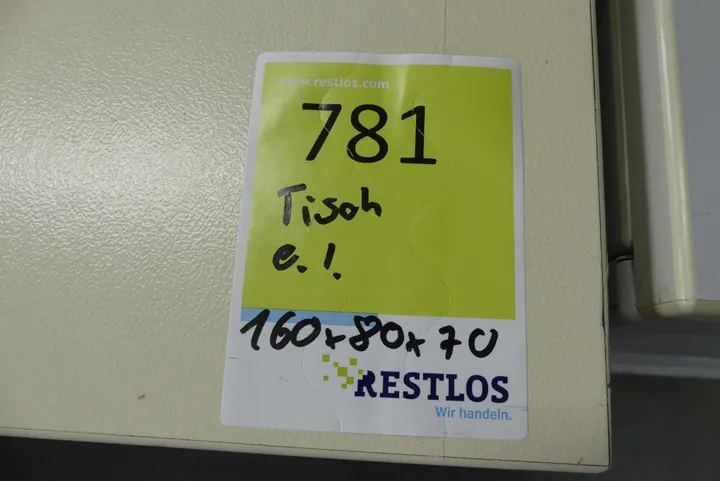 www.restlos.com
781
Tisch
e.!.
160x80x70
RESTLOS
Wir handeln.